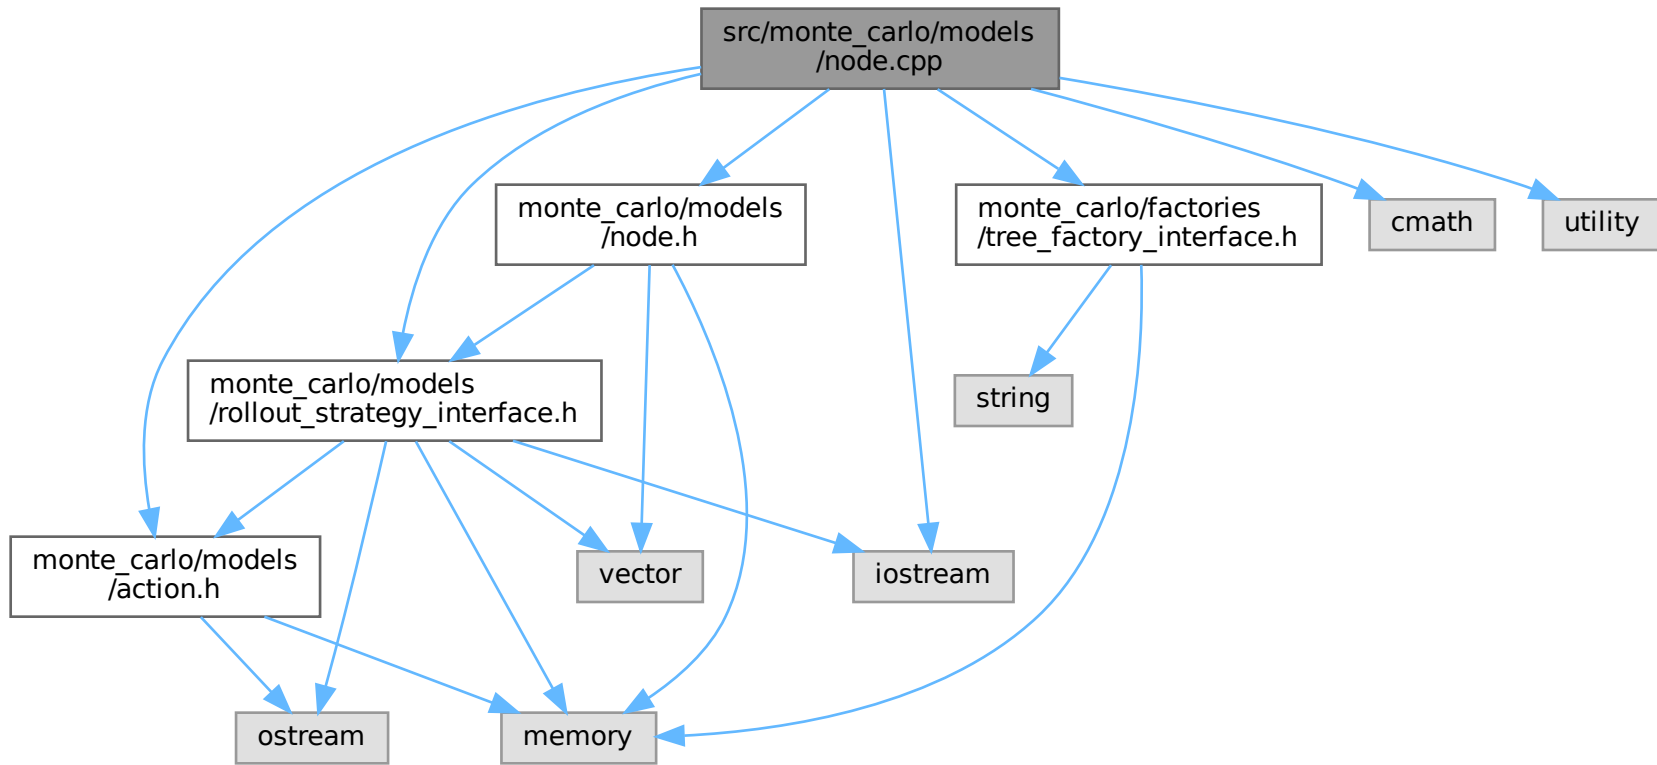 src/monte_carlo/models
/node.cpp
monte_carlo/models
/node.h
monte_carlo/factories
/tree_factory_interface.h
cmath
utility
monte_carlo/models
/rollout_strategy_interface.h
string
monte_carlo/models
/action.h
vector
iostream
ostream
memory